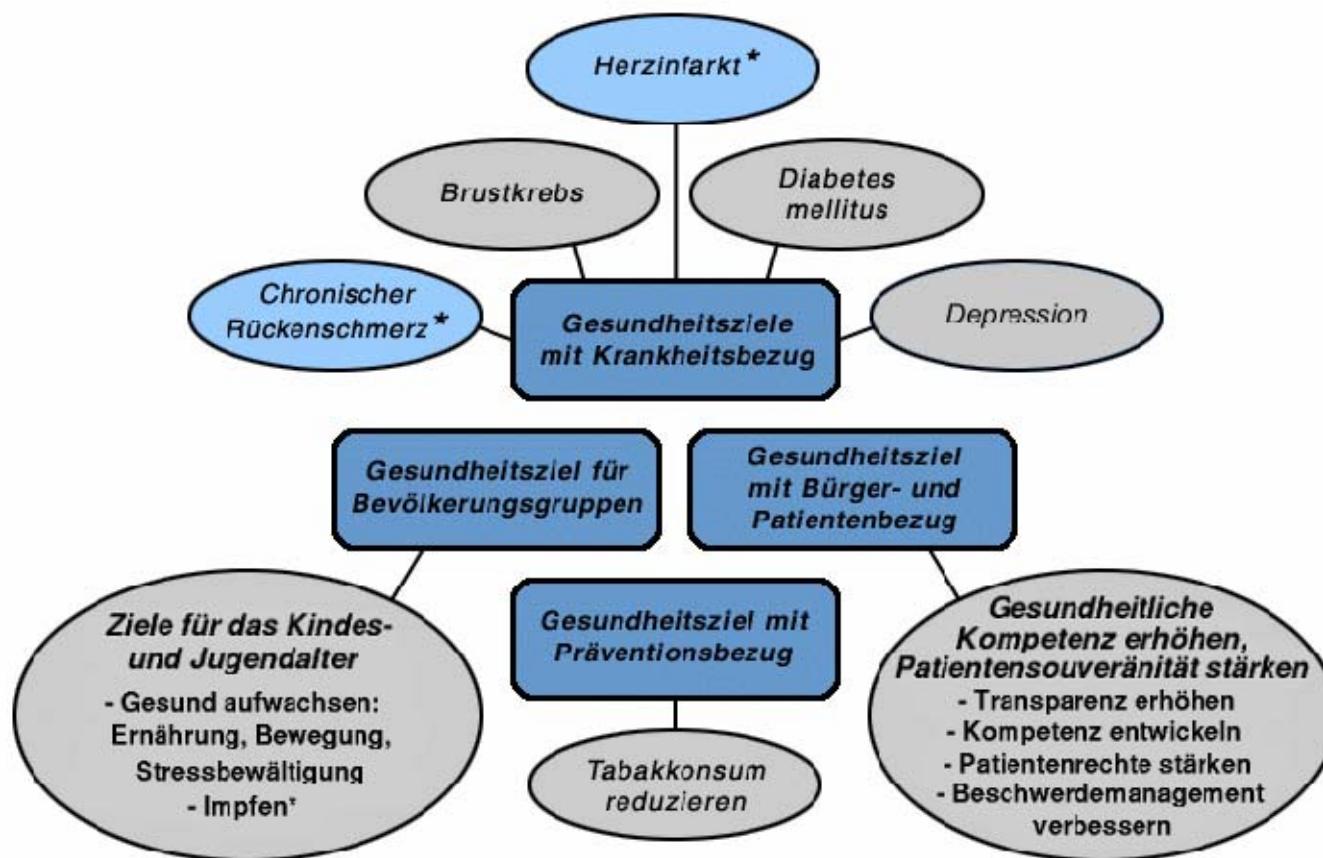 Herzinfarkt*
Brustkrebs
Diabetes
mellitus
Chronischer
Rückenschmerz*
Gesundheitsziele
mit Krankheitsbezug
Depression
Gesundheitsziel für
Bevölkerungsgruppen
Gesundheitsziel
mit Bürger- und
Patientenbezug
Ziele für das Kindes-
und Jugendalter
- Gesund aufwachsen:
Ernährung, Bewegung,
Stressbewältigung
- Impfen*
Gesundheitsziel mit
Präventionsbezug
Tabakkonsum
reduzieren
Gesundheitliche
Kompetenz erhöhen,
Patientensouveränität stärken
- Transparenz erhöhen
- Kompetenz entwickeln
- Patientenrechte stärken
- Beschwerdemanagement
verbessern